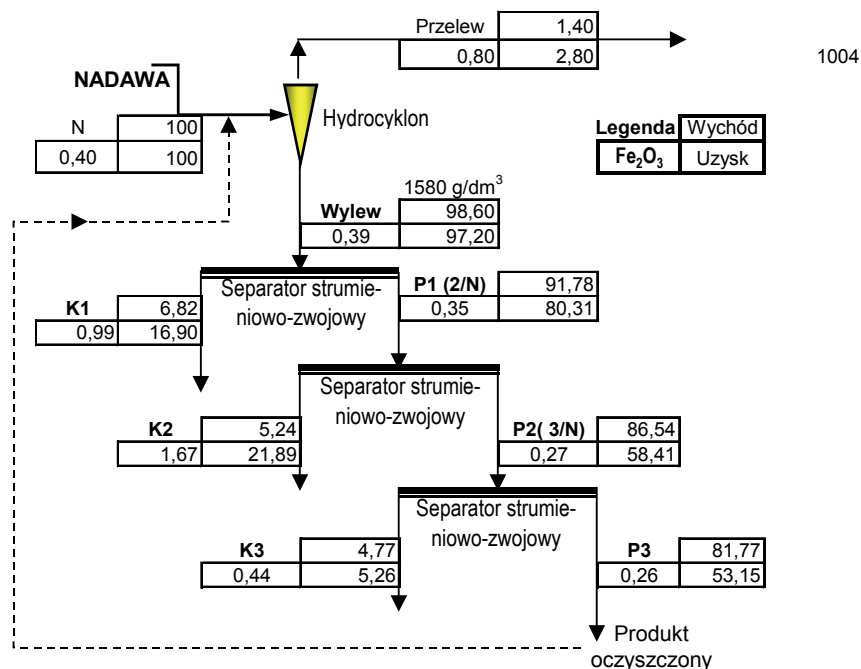 Przelew 1,40
0,80 2,80
1004
NADAWA
N 100
0,40 100
Hydrocyklon
Legenda Wychód
Fe₂O₃ Uzysk
1580 g/dm³
Wylew 98,60
0,39 97,20
Separator strumie-
niowo-zwojowy
P1 (2/N) 91,78
0,35 80,31
K1 6,82
0,99 16,90
Separator strumie-
niowo-zwojowy
K2 5,24
1,67 21,89
P2( 3/N) 86,54
0,27 58,41
Separator strumie-
niowo-zwojowy
K3 4,77
0,44 5,26
P3 81,77
0,26 53,15
Produkt
oczyszczony